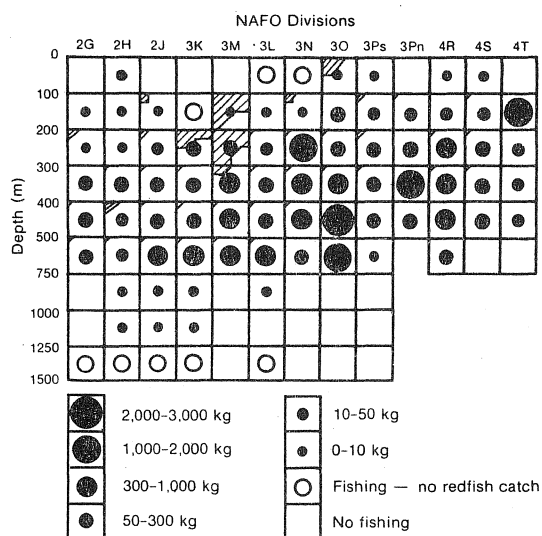 NAFO Divisions
2G 2H 2J 3K 3M 3L 3N 3O 3Ps 3Pn 4R 4S 4T
Depth (m)
0
100
200
300
400
500
750
1000
1250
1500
2,000-3,000 kg
1,000-2,000 kg
300-1,000 kg
50-300 kg
10-50 kg
0-10 kg
Fishing — no redfish catch
No fishing